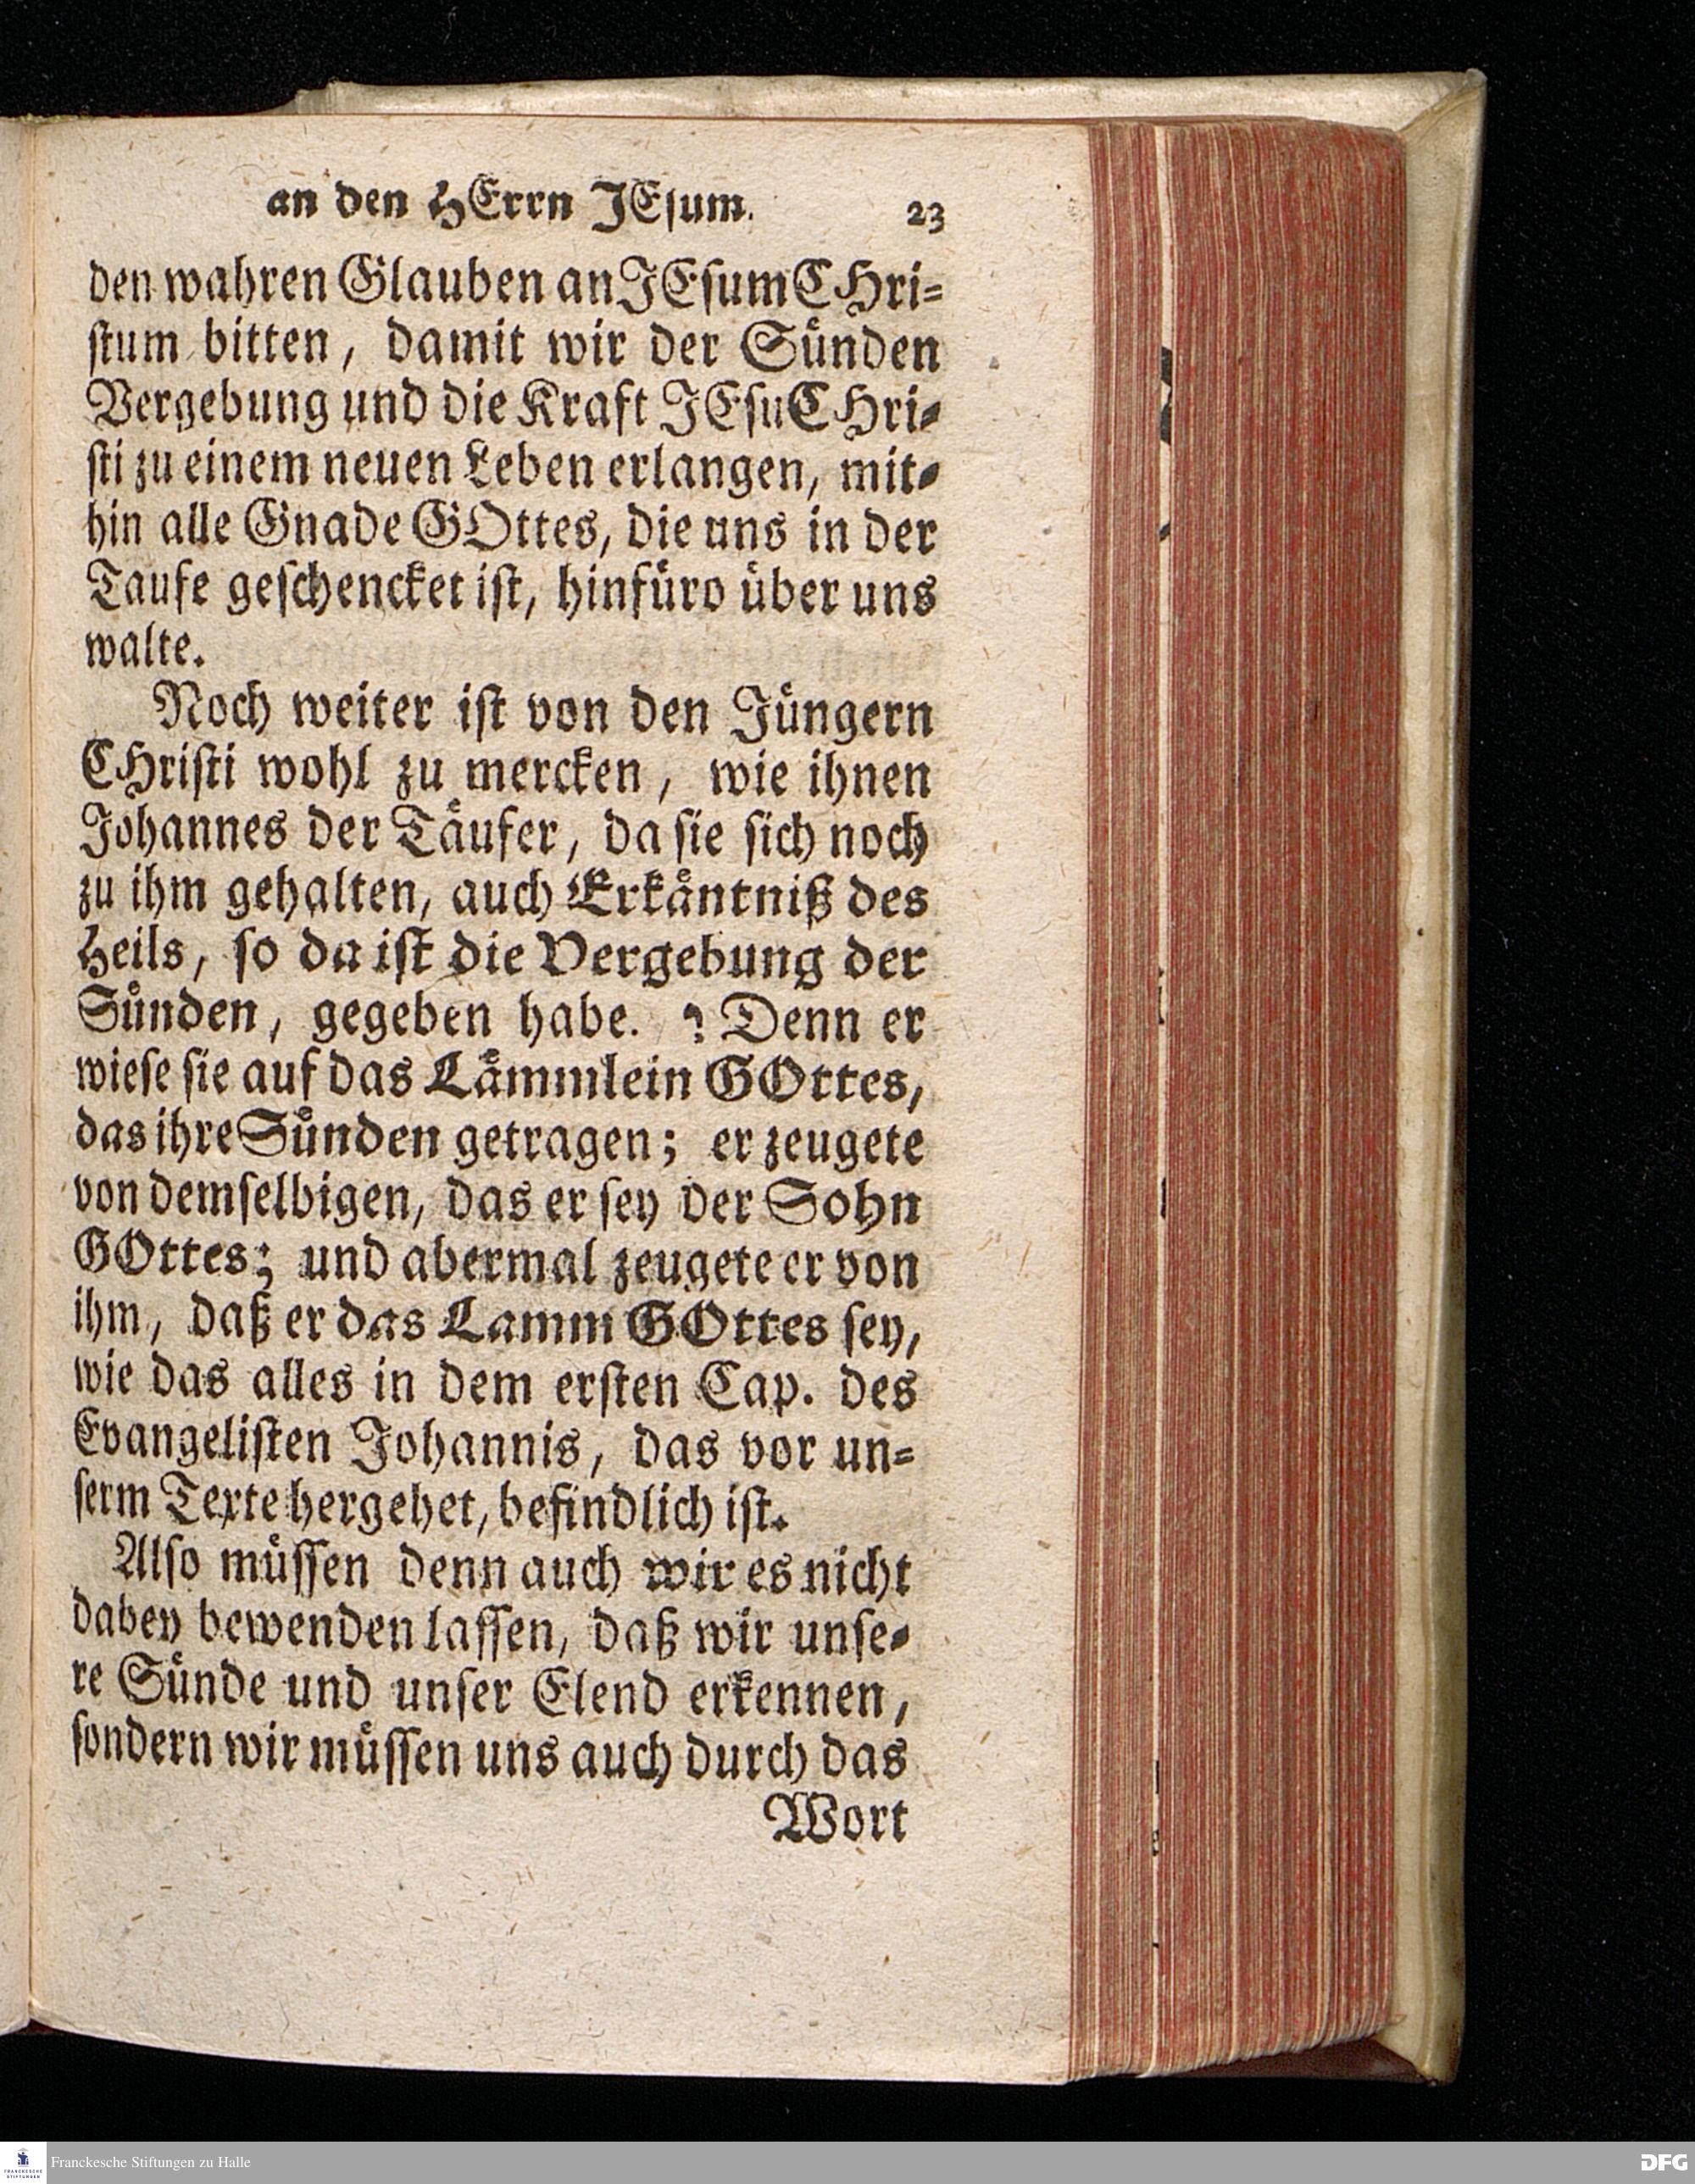 an den HErrn JEsum. 23
den wahren Glauben an JEsum CHri-
stum bitten, damit wir der Sünden
Vergebung und die Kraft JEsu CHri-
sti zu einem neuen Leben erlangen, mit-
hin alle Gnade GOttes, die uns in der
Taufe geschencket ist, hinfüro über uns
walte.
Noch weiter ist von den Jüngern
CHristi wohl zu mercken, wie ihnen
Johannes der Täufer, da sie sich noch
zu ihm gehalten, auch Erkäntniß des
Heils, so da ist die Vergebung der
Sünden, gegeben habe. ? Denn er
wiese sie auf das Lämmlein GOttes,
das ihre Sünden getragen; er zeugete
von demselbigen, das er sey der Sohn
GOttes; und abermal zeugete er von
ihm, daß er das Lamm GOttes sey,
wie das alles in dem ersten Cap. des
Evangelisten Johannis, das vor un-
serm Texte hergehet, befindlich ist.
Also müssen denn auch wir es nicht
dabey bewenden lassen, daß wir unse-
re Sünde und unser Elend erkennen,
sondern wir müssen uns auch durch das
Wort
FRANCKESCHE
STIFTUNGEN
Franckesche Stiftungen zu Halle
DFG